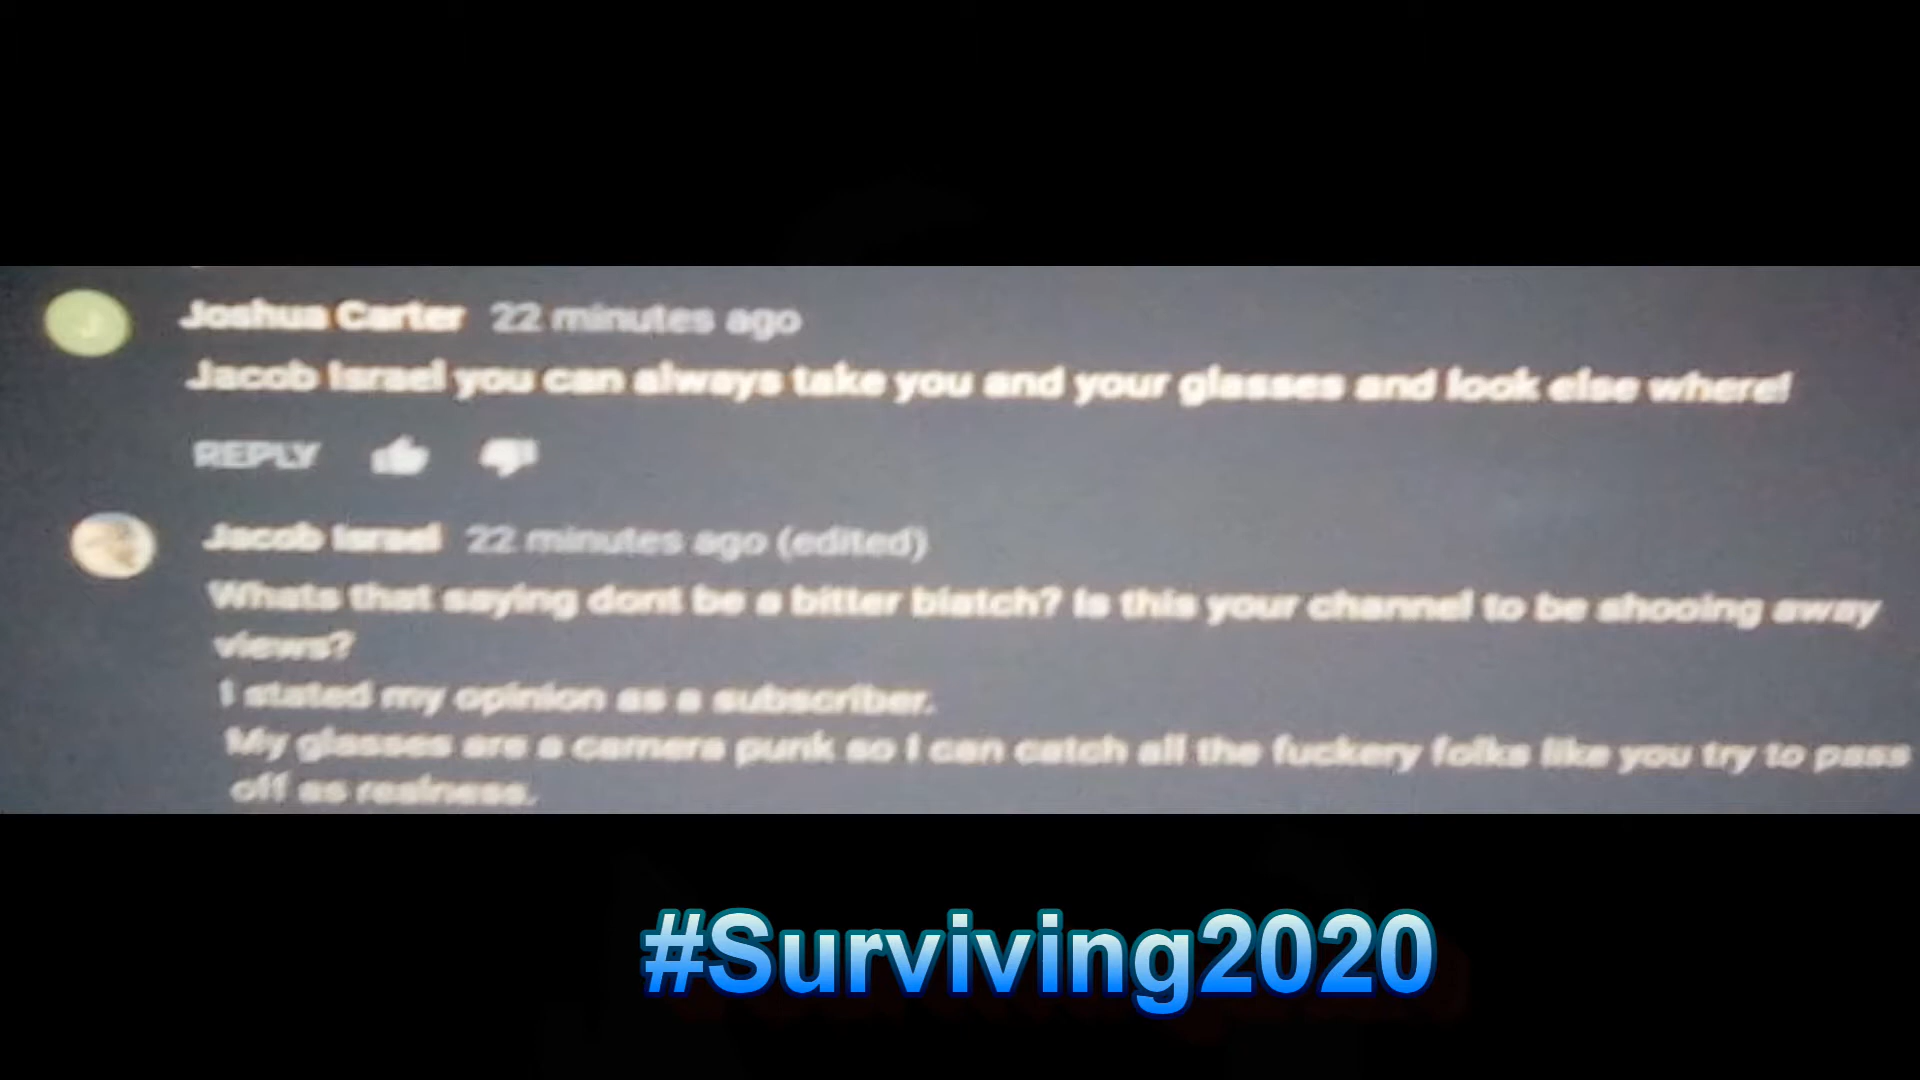 Joshua Carter 22 minutes ago
Jacob Israel you can always take you and your glasses and look else where!
REPLY
Jacob Israel 22 minutes ago (edited)
Whats that saying dont be a bitter biatch? Is this your channel to be shooing away
views?
I stated my opinion as a subscriber.
My glasses are a camera punk so I can catch all the fuckery folks like you try to pass
off as realness.
#Surviving2020